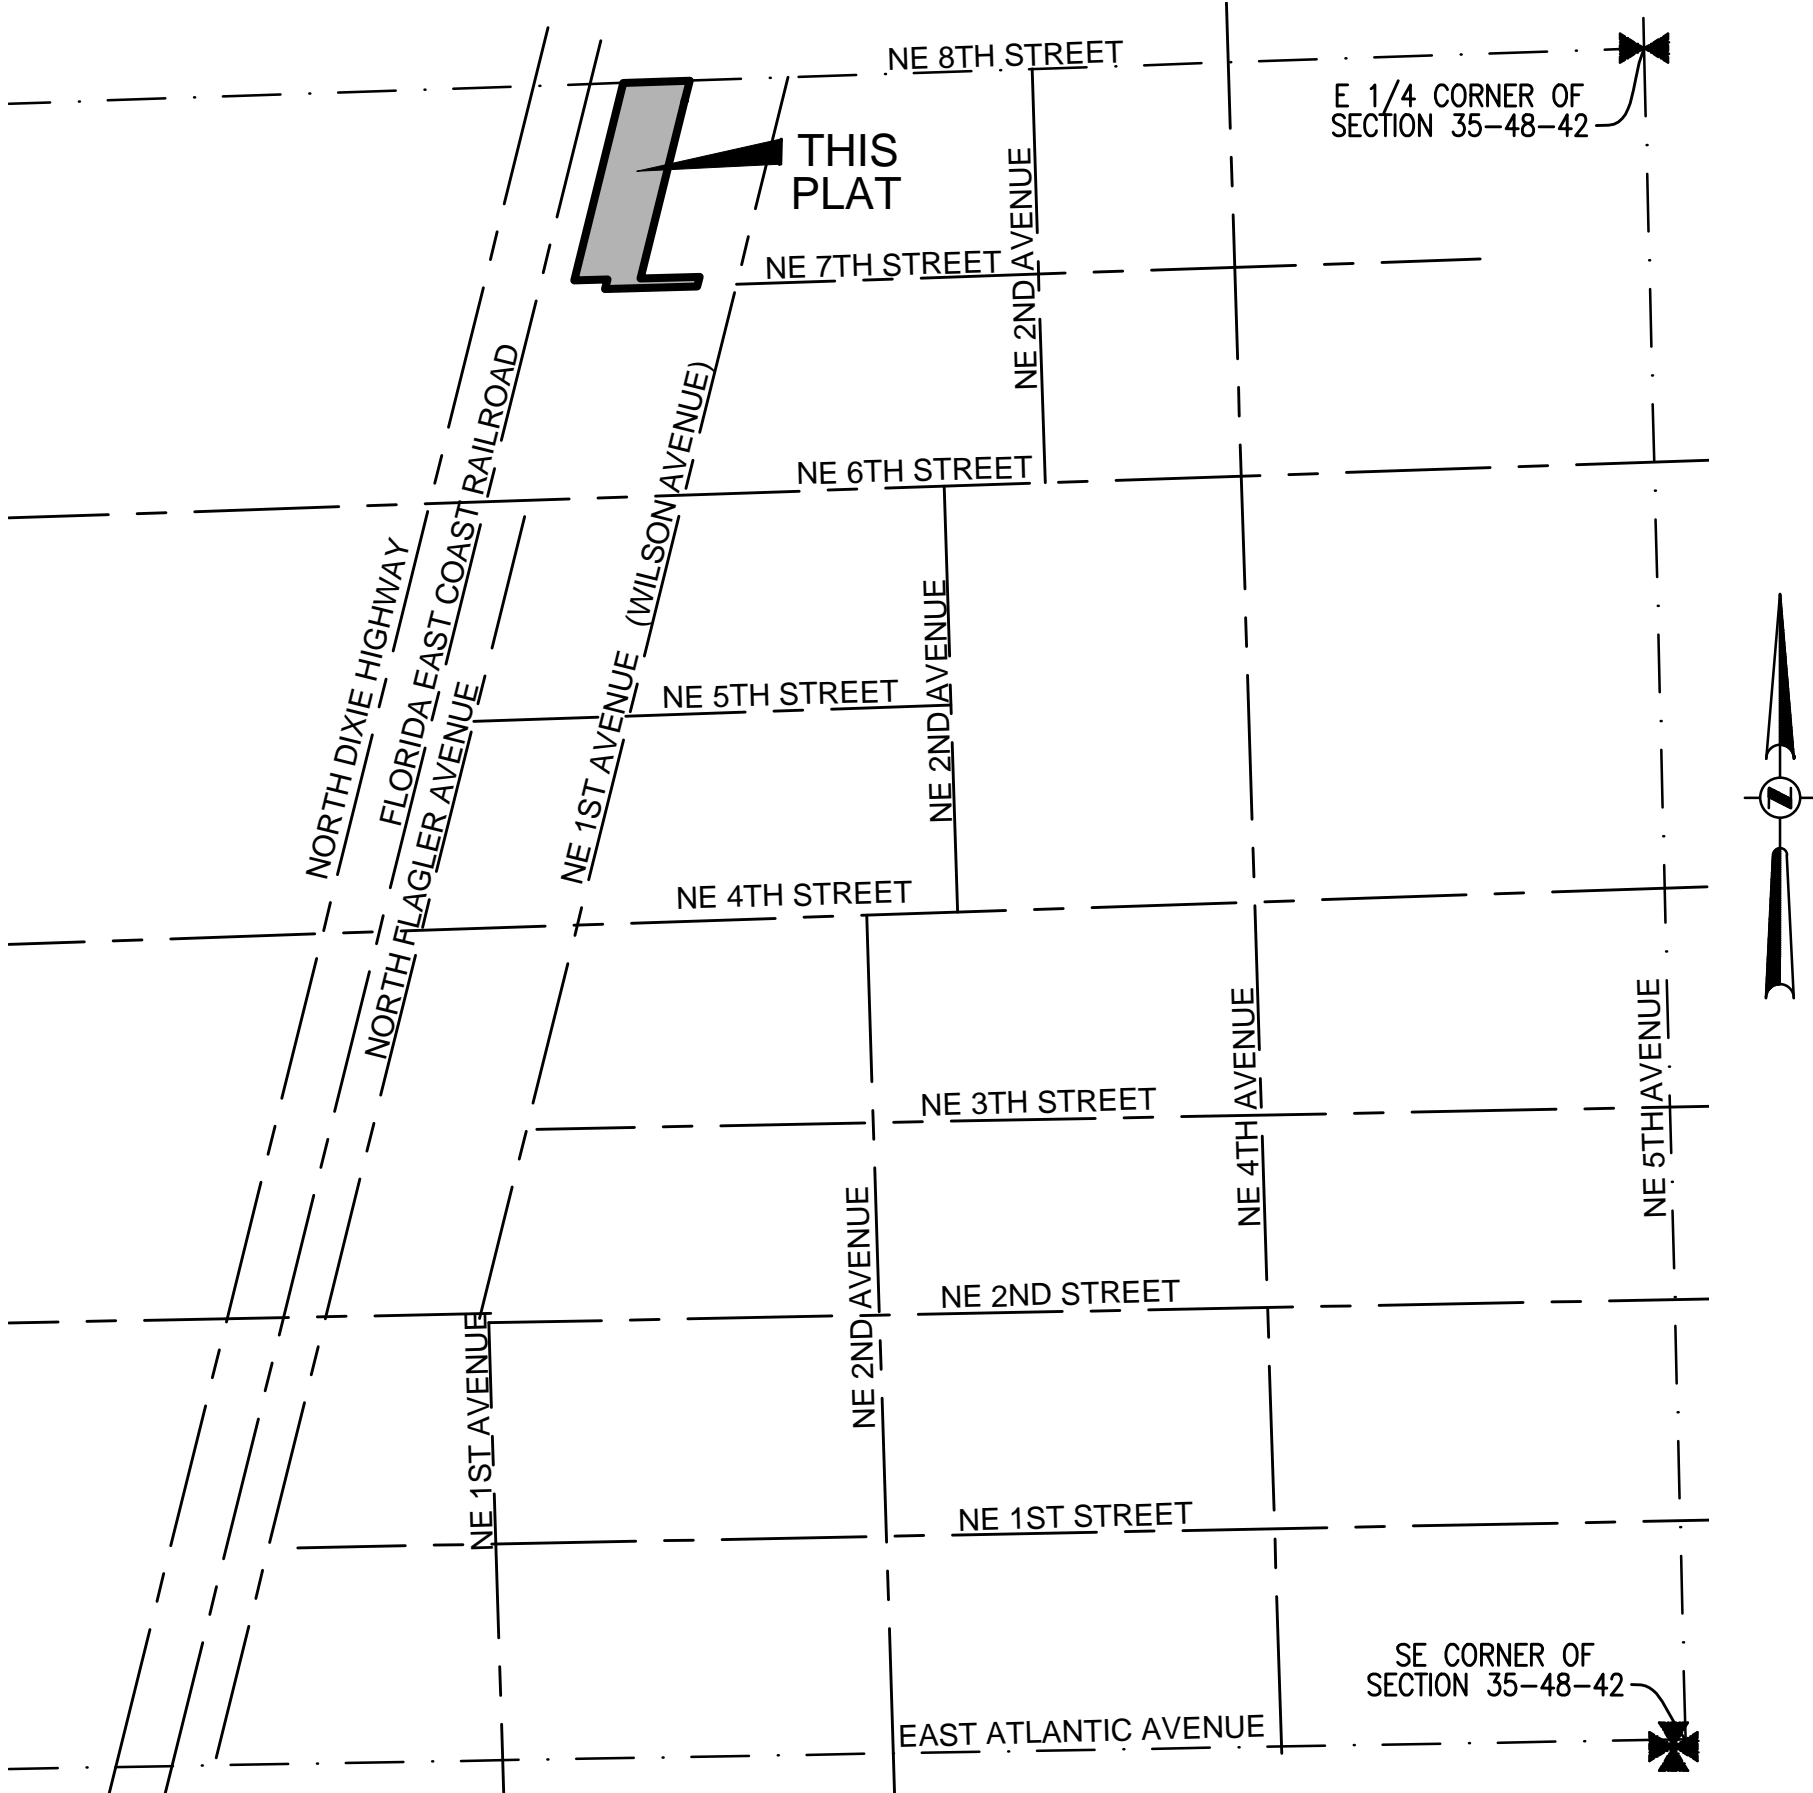 NE 8TH STREET
E 1/4 CORNER OF
SECTION 35-48-42
THIS
PLAT
NE 2ND AVENUE
NE 7TH STREET
FLORIDA EAST COAST RAILROAD
NE 1ST AVENUE (WILSON AVENUE)
NE 6TH STREET
NORTH DIXIE HIGHWAY
NE 2ND AVENUE
NE 5TH STREET
NORTH FLAGLER AVENUE
N
NE 4TH STREET
NE 4TH AVENUE
NE 5TH AVENUE
NE 3TH STREET
NE 2ND AVENUE
NE 2ND STREET
NE 1ST AVENUE
NE 1ST STREET
SE CORNER OF
SECTION 35-48-42
EAST ATLANTIC AVENUE